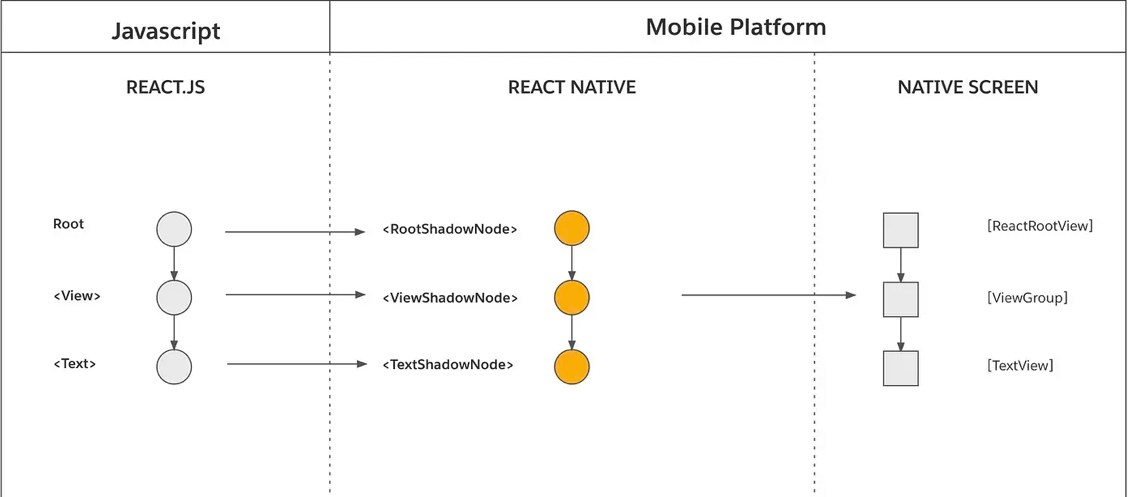 Javascript
Mobile Platform
REACT.JS
REACT NATIVE
NATIVE SCREEN
Root
<RootShadowNode>
[ReactRootView]
<View>
<ViewShadowNode>
[ViewGroup]
<Text>
<TextShadowNode>
[TextView]